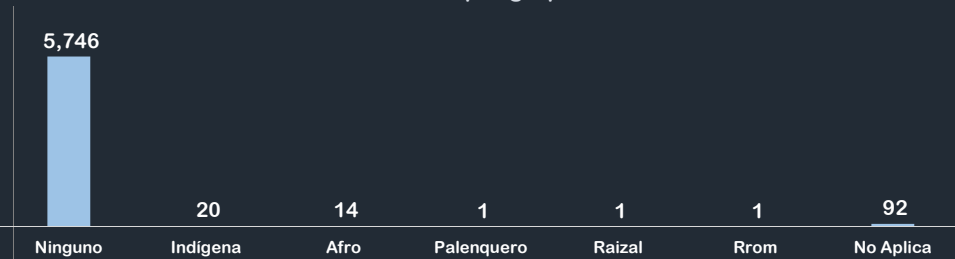 5,746
20
14
1
1
1
92
Ninguno
Indígena
Afro
Palenquero
Raizal
Rrom
No Aplica